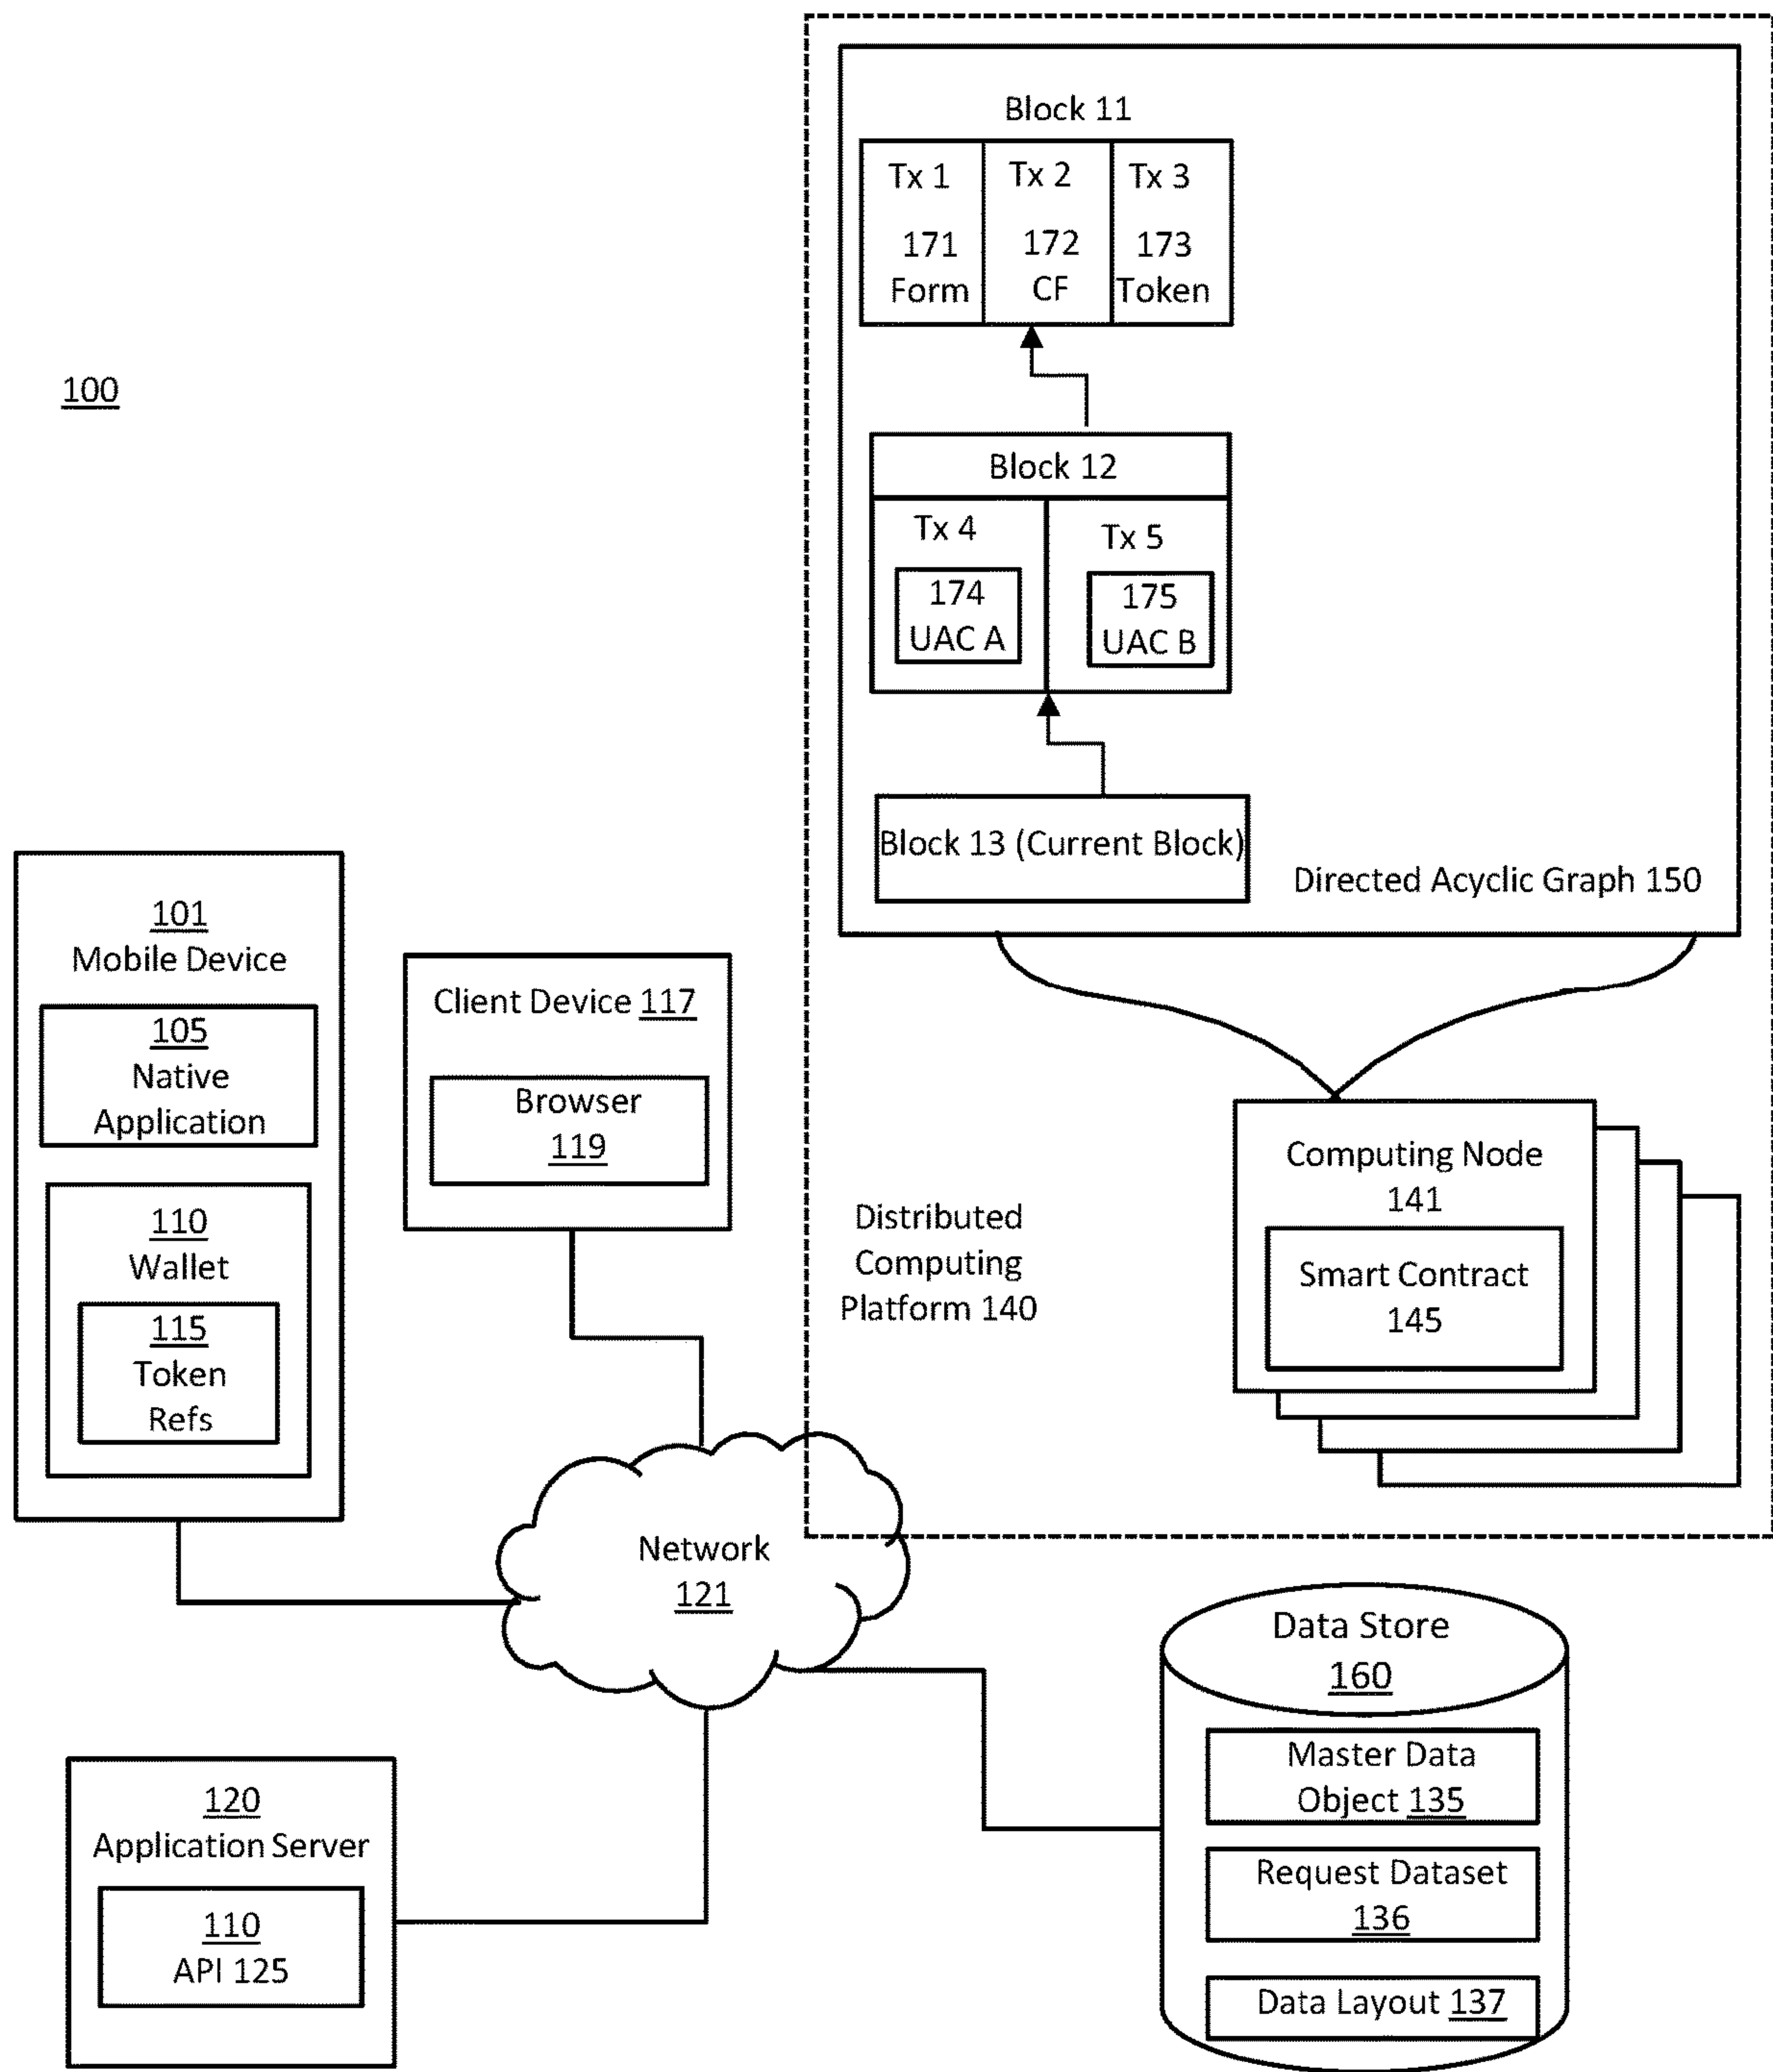 100
Block 11
Tx 1
171
Form
Tx 2
172
CF
Tx 3
173
Token
Block 12
Tx 4
174
UAC A
Tx 5
175
UAC B
Block 13 (Current Block)
Directed Acyclic Graph 150
101
Mobile Device
105
Native
Application
110
Wallet
115
Token
Refs
Client Device 117
Browser
119
Distributed
Computing
Platform 140
Computing Node
141
Smart Contract
145
Network
121
120
Application Server
110
API 125
Data Store
160
Master Data
Object 135
Request Dataset
136
Data Layout 137